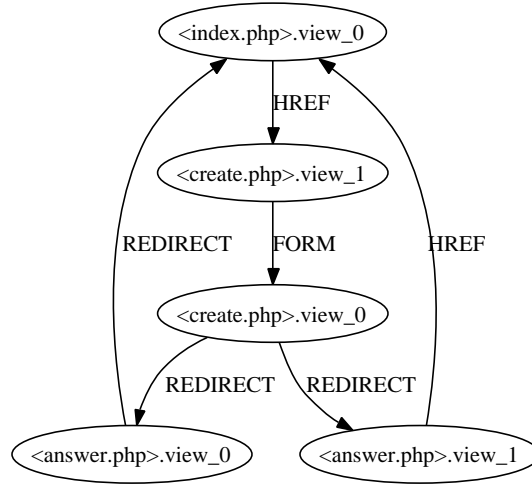 <index.php>.view_0
HREF
<create.php>.view_1
REDIRECT
FORM
HREF
<create.php>.view_0
REDIRECT
REDIRECT
<answer.php>.view_0
<answer.php>.view_1